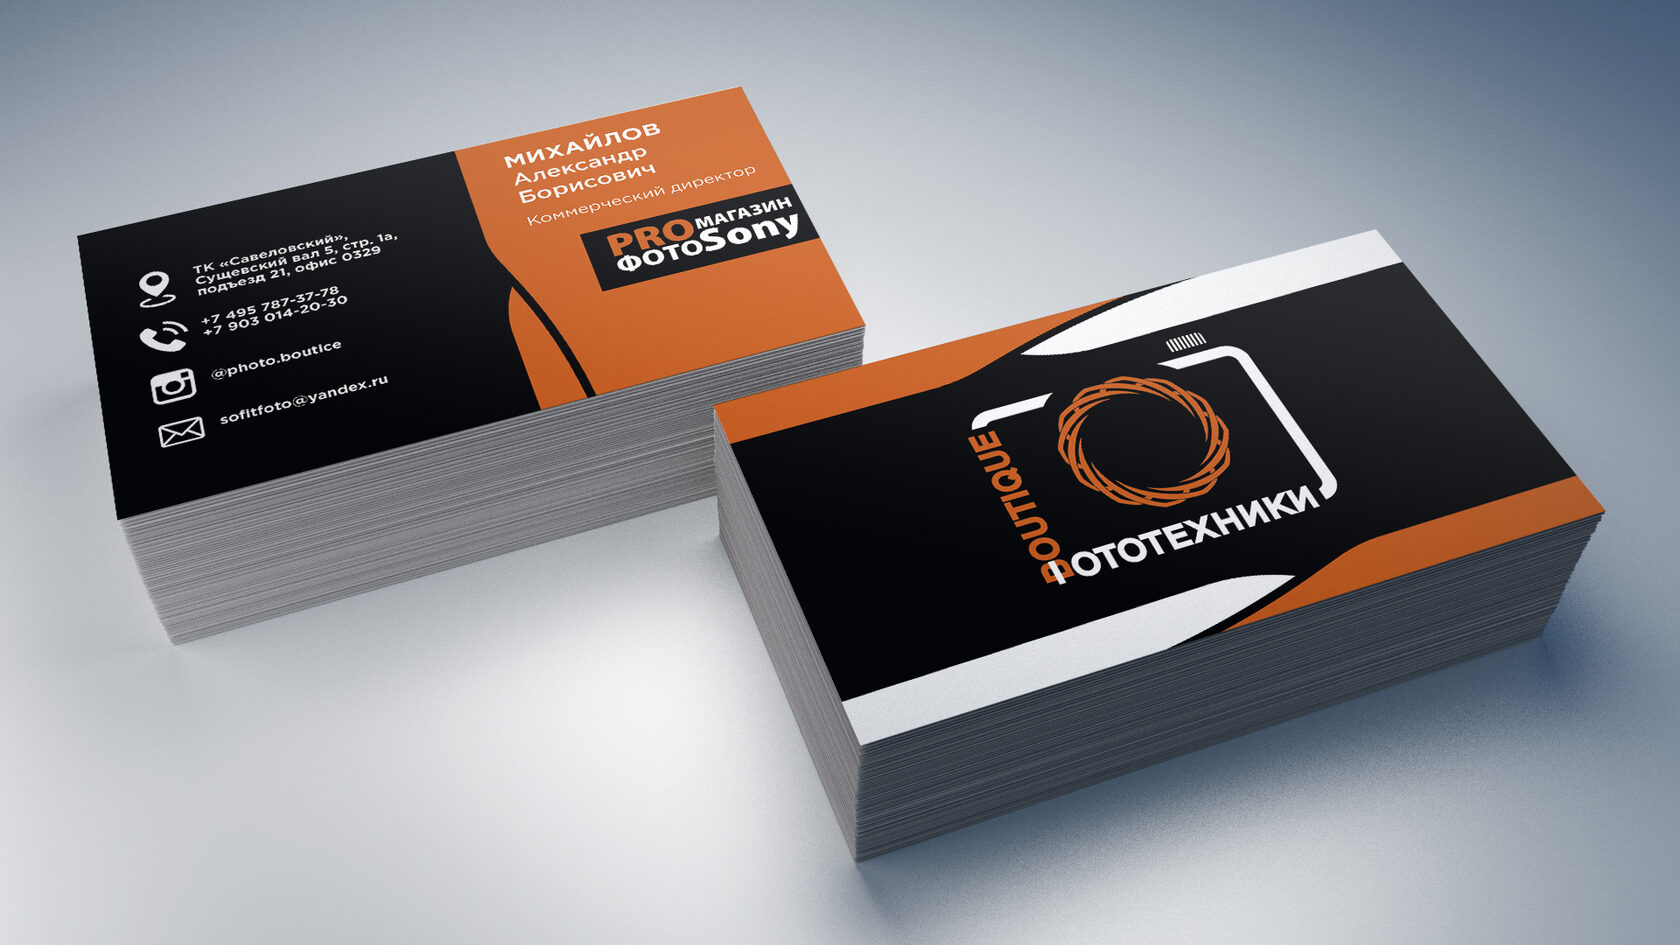 МИХАЙЛОВ
Александр
Борисович
Коммерческий директор
PRO МАГАЗИН
ФОТО Sony
ТК «Савеловский»,
Сущевский вал 5, стр. 1а,
подъезд 21, офис 0329
+7 495 787-37-78
+7 903 014-20-30
@photo.boutice
sofitfoto@yandex.ru
BOUTIQUE
ФОТОТЕХНИКИ